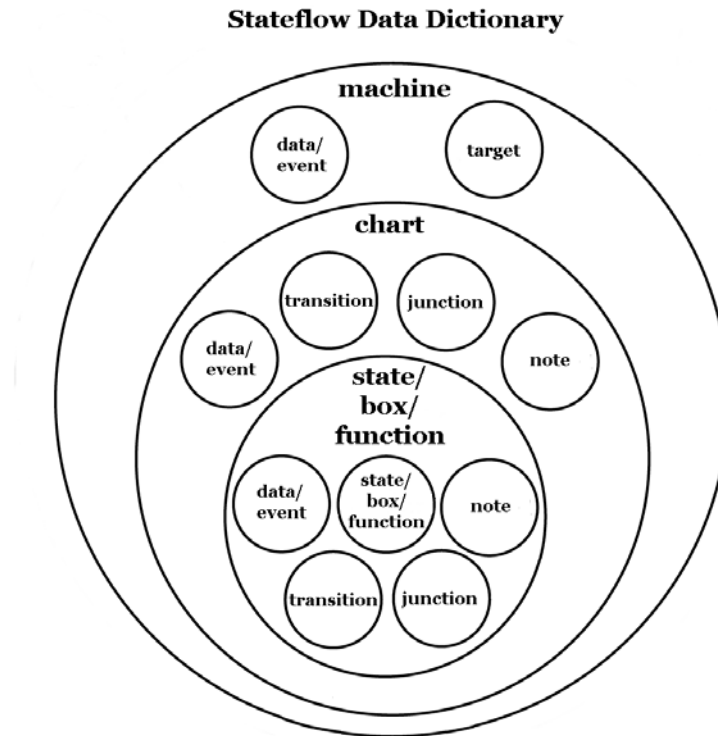 Stateflow Data Dictionary
machine
data/
event
target
chart
transition
junction
data/
event
note
state/
box/
function
data/
event
state/
box/
function
note
transition
junction